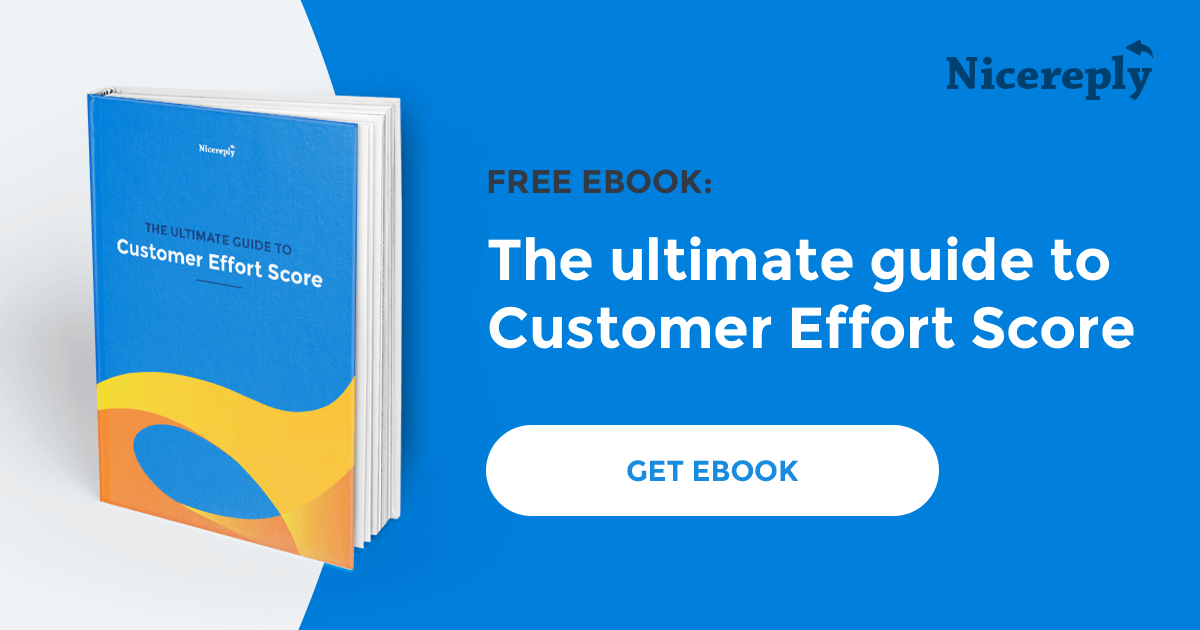 Nicereply
THE ULTIMATE GUIDE TO
Customer Effort Score
Nicereply
FREE EBOOK:
The ultimate guide to
Customer Effort Score
GET EBOOK